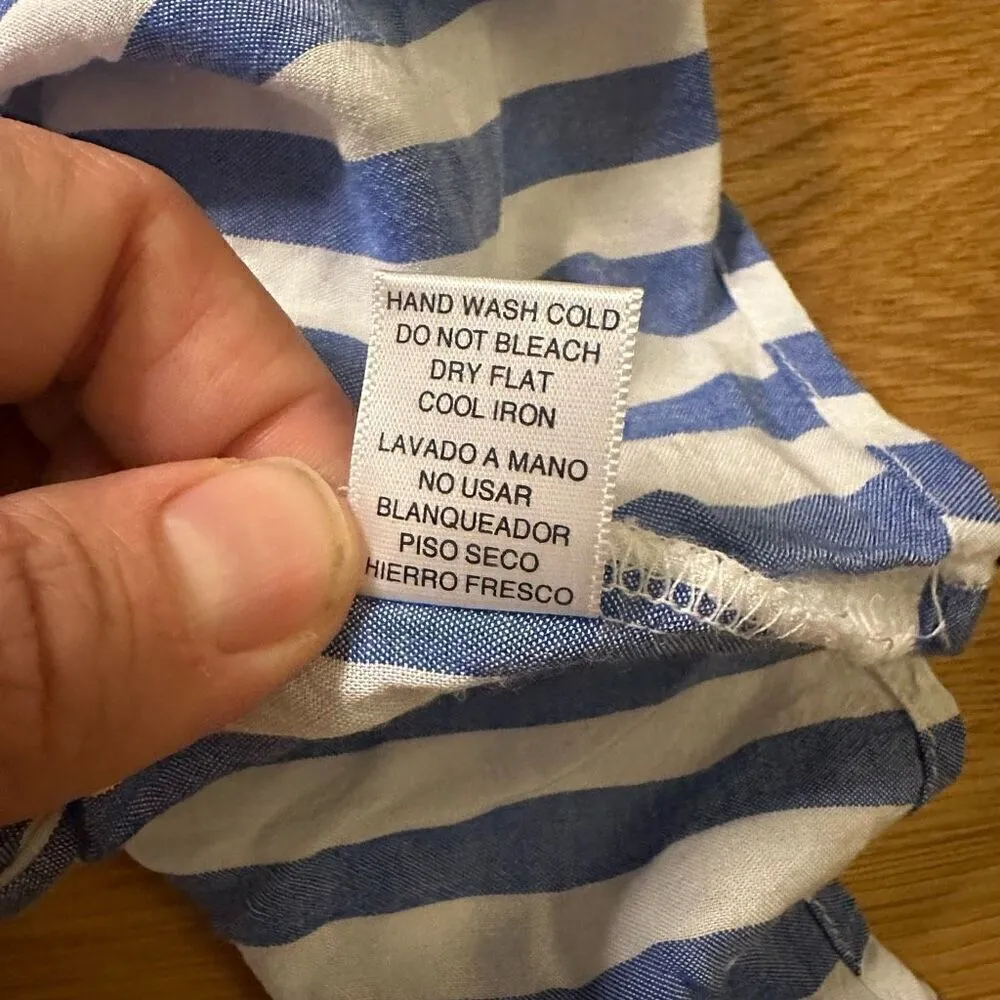 HAND WASH COLD
DO NOT BLEACH
DRY FLAT
COOL IRON
LAVADO A MANO
NO USAR
BLANQUEADOR
PISO SECO
HIERRO FRESCO